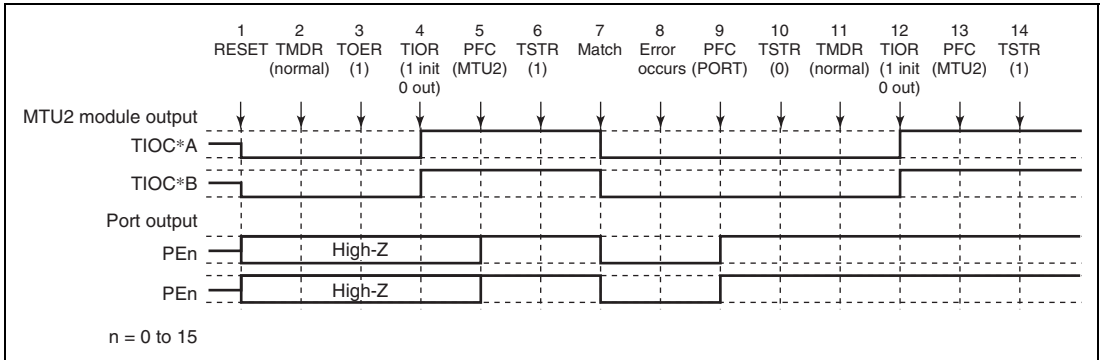 1 2 3 4 5 6 7 8 9 10 11 12 13 14
RESET TMDR TOER TIOR PFC TSTR Match Error PFC TSTR TMDR TIOR PFC TSTR
(normal) (1) (1 init (MTU2) (1) occurs (PORT) (0) (normal) (1 init (MTU2) (1)
0 out) 0 out)
MTU2 module output
TIOC*A
TIOC*B
Port output
PEn High-Z
PEn High-Z
n = 0 to 15